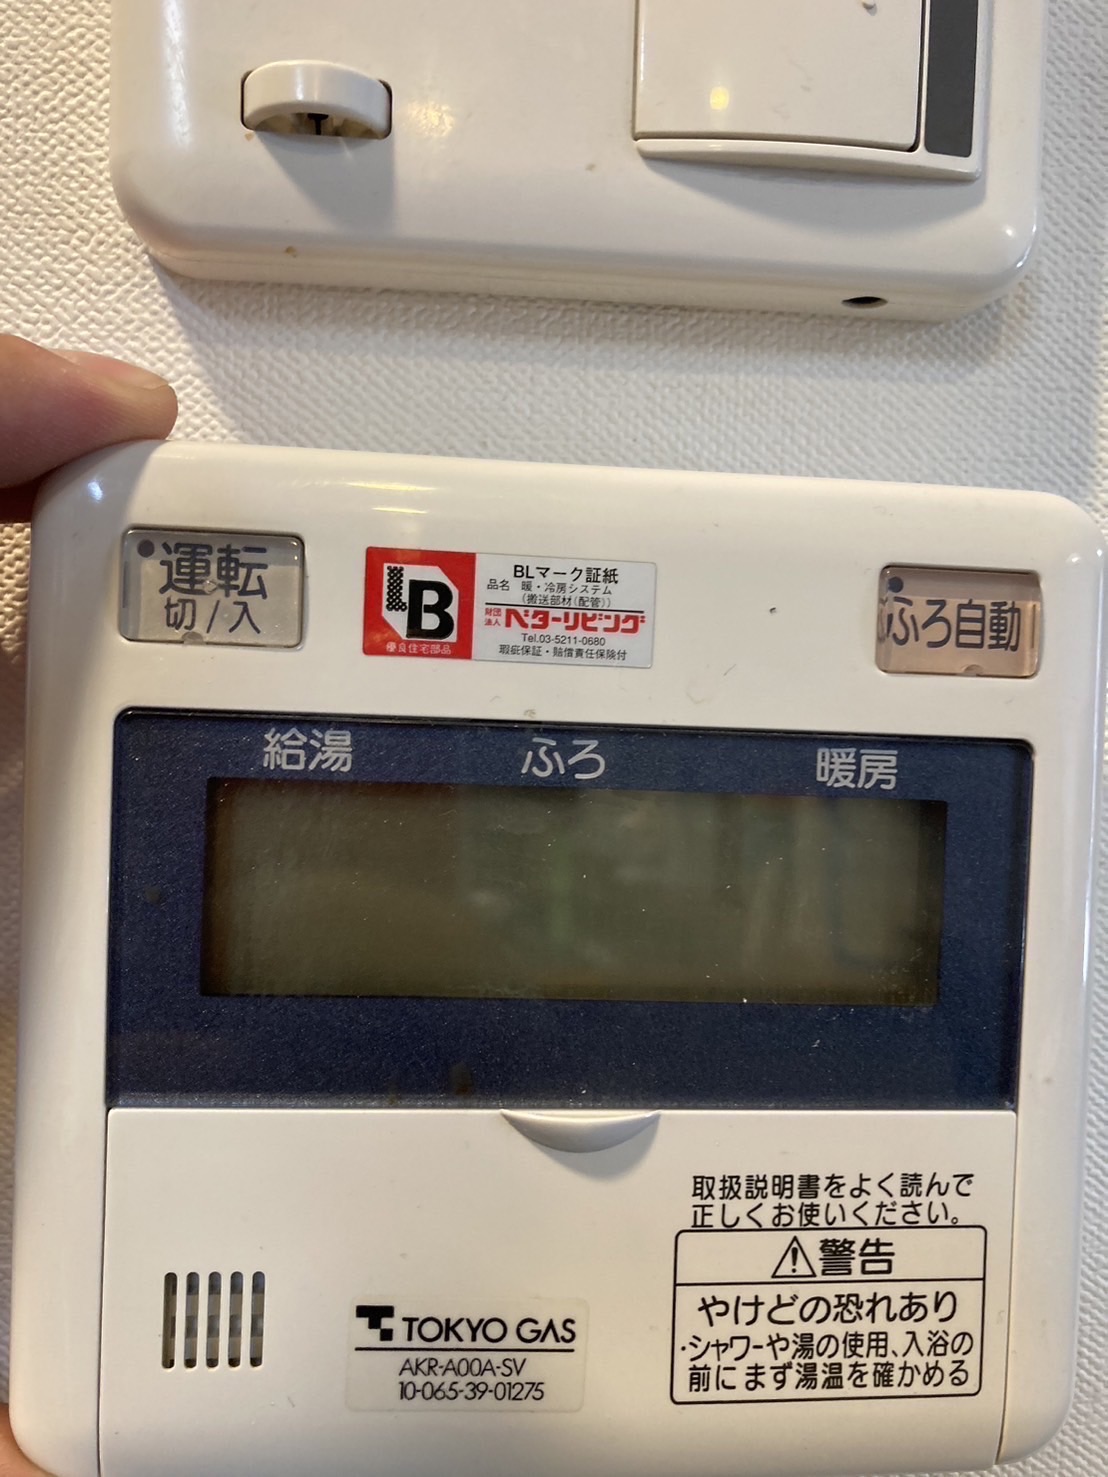 運転
切/入
BLマーク証紙
品名 暖・冷房システム
(搬送部材(配管))
財団法人 ベターリビング
Tel.03-5211-0680
瑕疵保証・賠償責任保険付
LB
優良住宅部品
ふろ自動
給湯 ふろ 暖房
取扱説明書をよく読んで
正しくお使いください。
⚠警告
やけどの恐れあり
・シャワーや湯の使用、入浴の
前にまず湯温を確かめる
TOKYO GAS
AKR-A00A-SV
10-065-39-01275